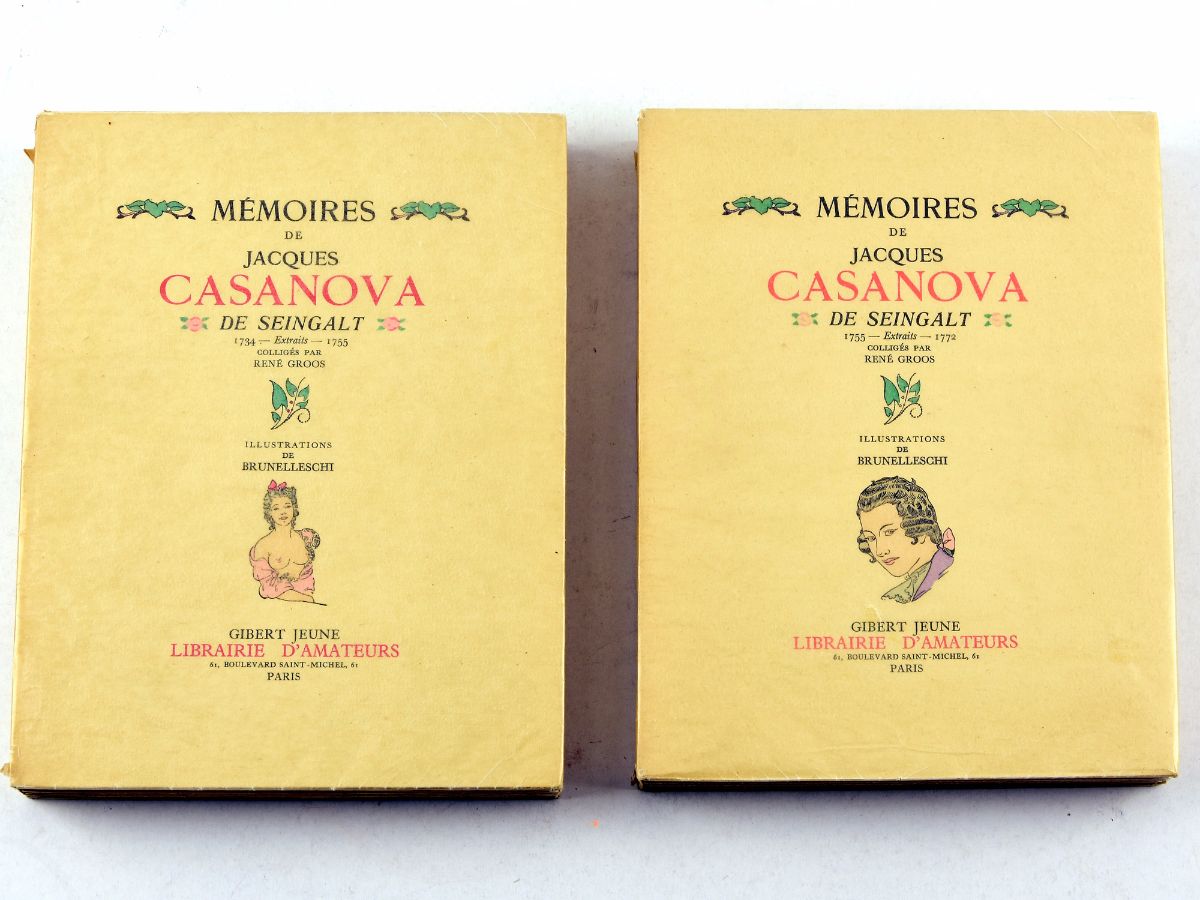 MÉMOIRES
DE
JACQUES
CASANOVA
DE SEINGALT
1734 — Extraits — 1755
COLLIGÉS PAR
RENÉ GROOS
ILLUSTRATIONS
DE
BRUNELLESCHI
GIBERT JEUNE
LIBRAIRIE D'AMATEURS
61, BOULEVARD SAINT-MICHEL, 61
PARIS
MÉMOIRES
DE
JACQUES
CASANOVA
DE SEINGALT
1755 — Extraits — 1772
COLLIGÉS PAR
RENÉ GROOS
ILLUSTRATIONS
DE
BRUNELLESCHI
GIBERT JEUNE
LIBRAIRIE D'AMATEURS
61, BOULEVARD SAINT-MICHEL, 61
PARIS